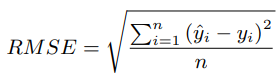 RMSE = \sqrt{\frac{\sum_{i=1}^{n} (\hat{y}_i - y_i)^2}{n}}